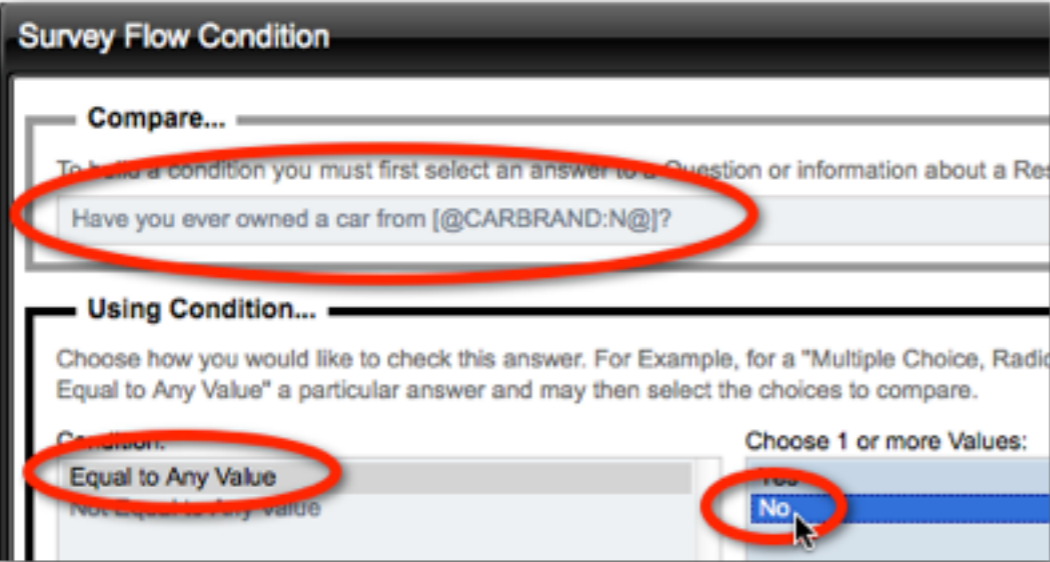 Survey Flow Condition
Compare...
To build a condition you must first select an answer to a Question or information about a Res
Have you ever owned a car from [@CARBRAND:N@]?
Using Condition...
Choose how you would like to check this answer. For Example, for a "Multiple Choice, Radio
Equal to Any Value" a particular answer and may then select the choices to compare.
Condition:
Choose 1 or more Values:
Equal to Any Value
Yes
Not Equal to Any Value
No